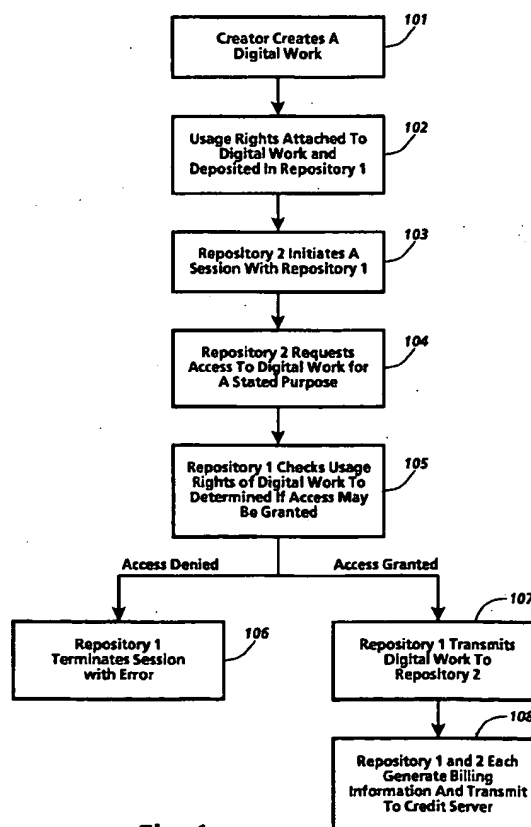 101
Creator Creates A
Digital Work
102
Usage Rights Attached To
Digital Work and
Deposited In Repository 1
103
Repository 2 Initiates A
Session With Repository 1
104
Repository 2 Requests
Access To Digital Work for
A Stated Purpose
105
Repository 1 Checks Usage
Rights of Digital Work To
Determined If Access May
Be Granted
Access Denied
Access Granted
106
Repository 1
Terminates Session
with Error
107
Repository 1 Transmits
Digital Work To
Repository 2
108
Repository 1 and 2 Each
Generate Billing
Information And Transmit
To Credit Server